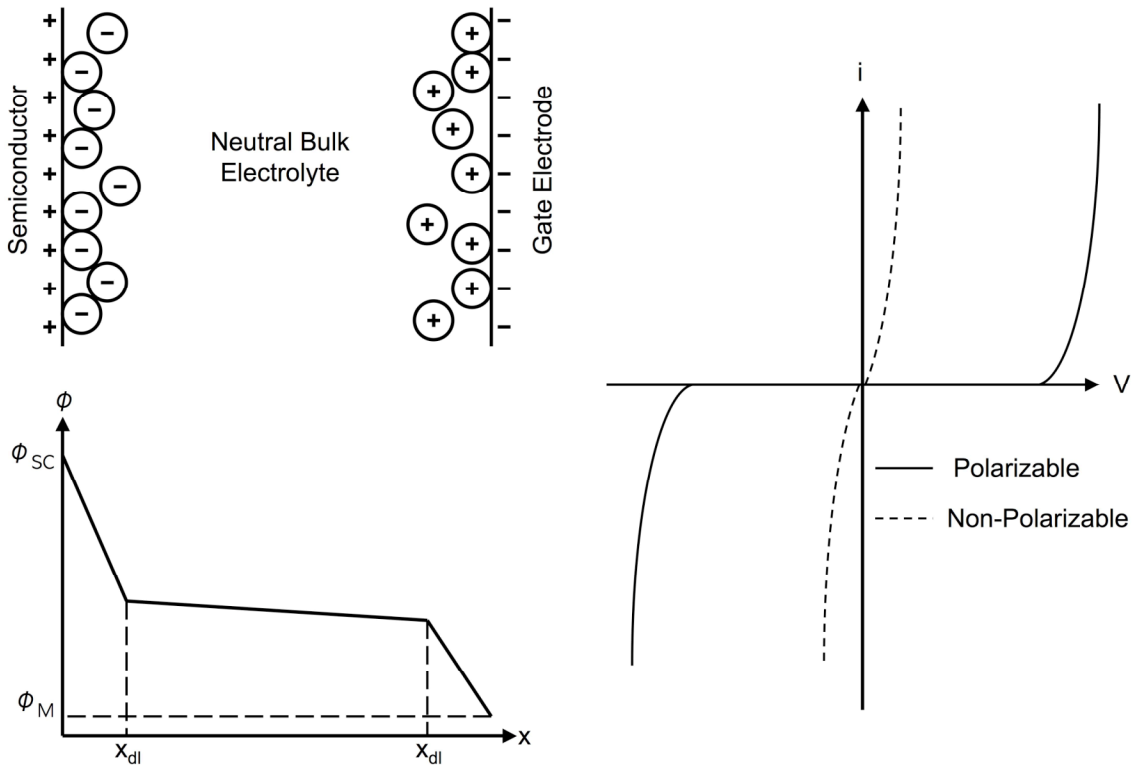 Semiconductor
Neutral Bulk
Electrolyte
Gate Electrode
+ + + + + + + + +
− − − − − − − − −
+ + + + + + + + +
− − − − − − − − −
ϕ
ϕSC
ϕM
xdl
xdl
x
i
V
Polarizable
Non-Polarizable